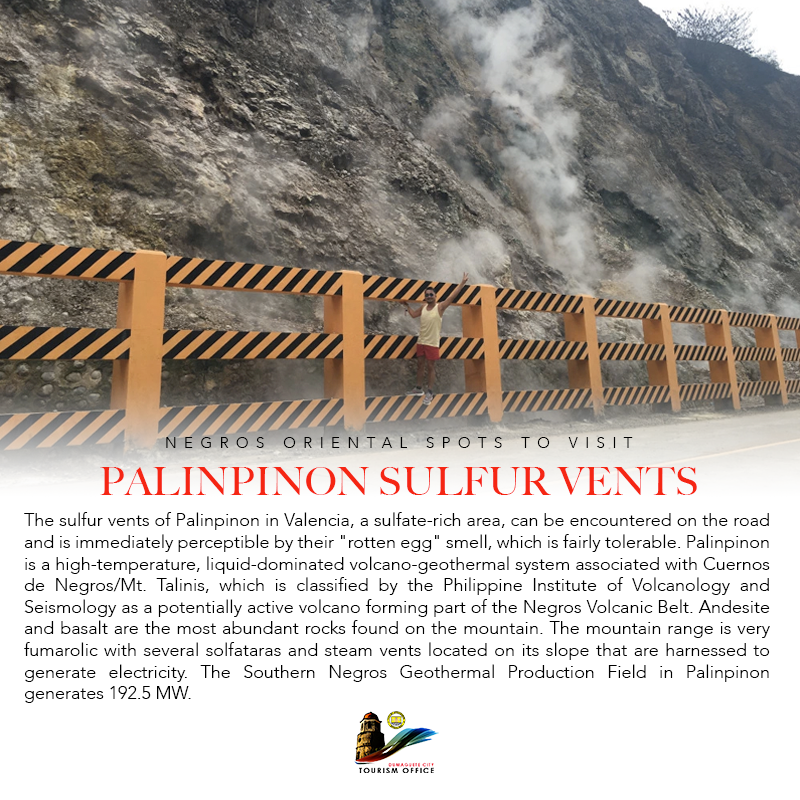 NEGROS ORIENTAL SPOTS TO VISIT
PALINPINON SULFUR VENTS
The sulfur vents of Palinpinon in Valencia, a sulfate-rich area, can be encountered on the road
and is immediately perceptible by their "rotten egg" smell, which is fairly tolerable. Palinpinon
is a high-temperature, liquid-dominated volcano-geothermal system associated with Cuernos
de Negros/Mt. Talinis, which is classified by the Philippine Institute of Volcanology and
Seismology as a potentially active volcano forming part of the Negros Volcanic Belt. Andesite
and basalt are the most abundant rocks found on the mountain. The mountain range is very
fumarolic with several solfataras and steam vents located on its slope that are harnessed to
generate electricity. The Southern Negros Geothermal Production Field in Palinpinon
generates 192.5 MW.
DUMAGUETE CITY
TOURISM OFFICE